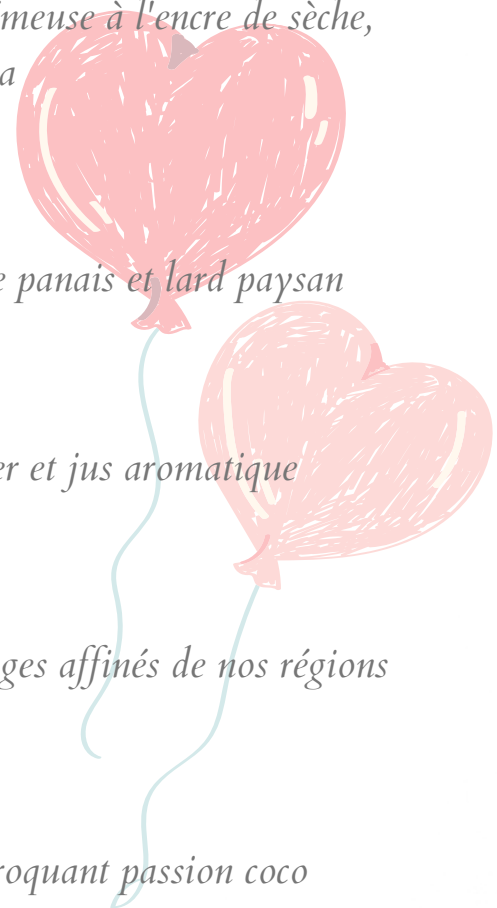 meuse à l'encre de sèche,
a
e panais et lard paysan
er et jus aromatique
ges affinés de nos régions
roquant passion coco